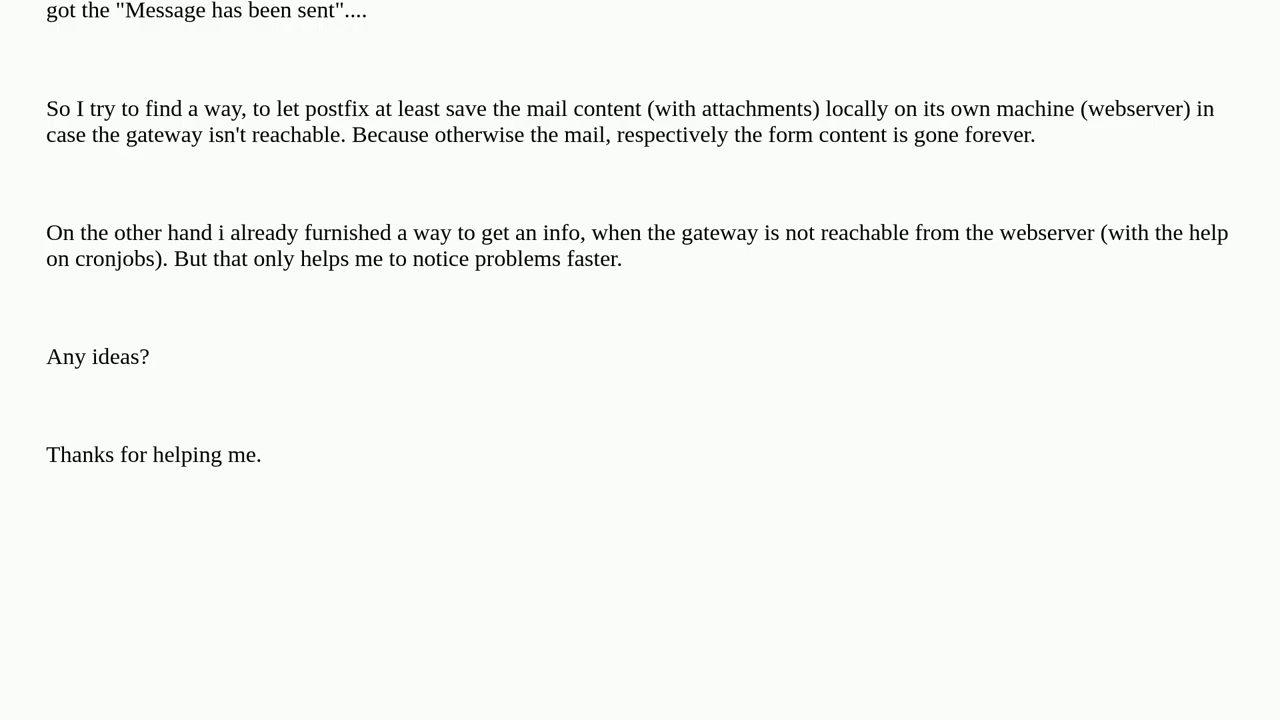 got the "Message has been sent"....
So I try to find a way, to let postfix at least save the mail content (with attachments) locally on its own machine (webserver) in
case the gateway isn't reachable. Because otherwise the mail, respectively the form content is gone forever.
On the other hand i already furnished a way to get an info, when the gateway is not reachable from the webserver (with the help
on cronjobs). But that only helps me to notice problems faster.
Any ideas?
Thanks for helping me.